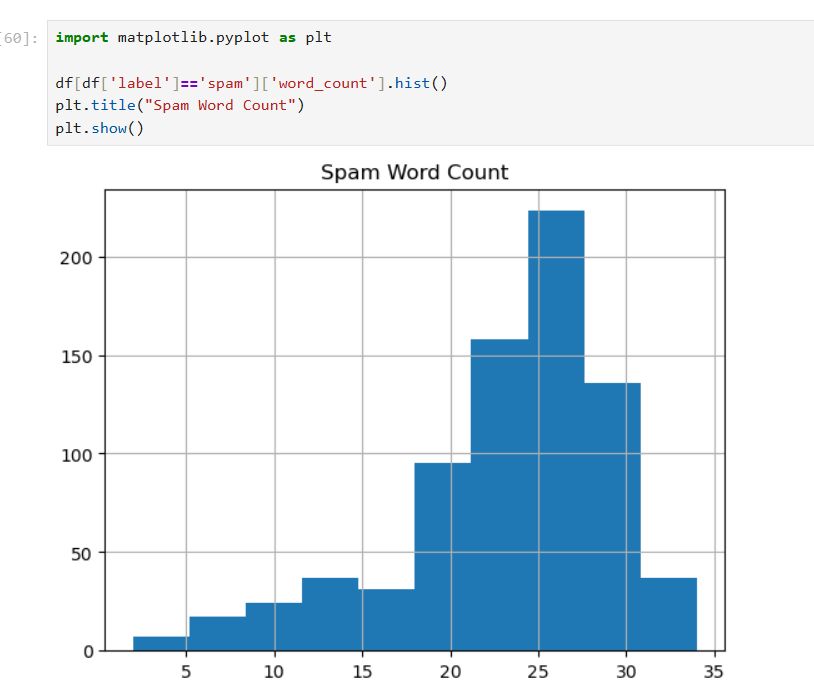 [60]:
import matplotlib.pyplot as plt
df[df['label']=='spam']['word_count'].hist()
plt.title("Spam Word Count")
plt.show()
Spam Word Count
200
150
100
50
0
5 10 15 20 25 30 35